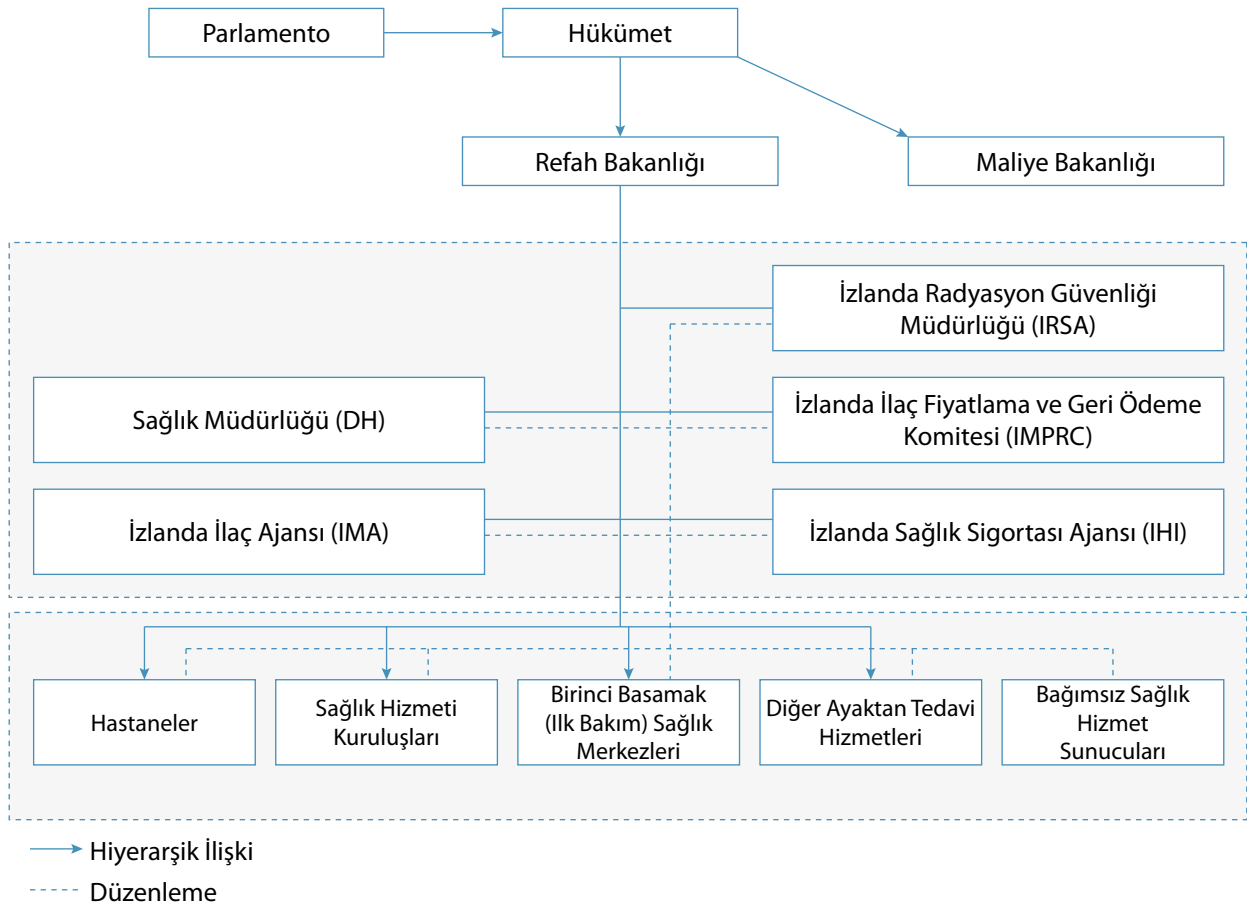 Parlamento
Hükümet
Refah Bakanlığı
Maliye Bakanlığı
İzlanda Radyasyon Güvenliği
Müdürlüğü (IRSA)
Sağlık Müdürlüğü (DH)
İzlanda İlaç Fiyatlama ve Geri Ödeme
Komitesi (IMPRC)
İzlanda İlaç Ajansı (IMA)
İzlanda Sağlık Sigortası Ajansı (IHI)
Hastaneler
Sağlık Hizmeti
Kuruluşları
Birinci Basamak
(Ilk Bakım) Sağlık
Merkezleri
Diğer Ayaktan Tedavi
Hizmetleri
Bağımsız Sağlık
Hizmet
Sunucuları
Hiyerarşik İlişki
Düzenleme